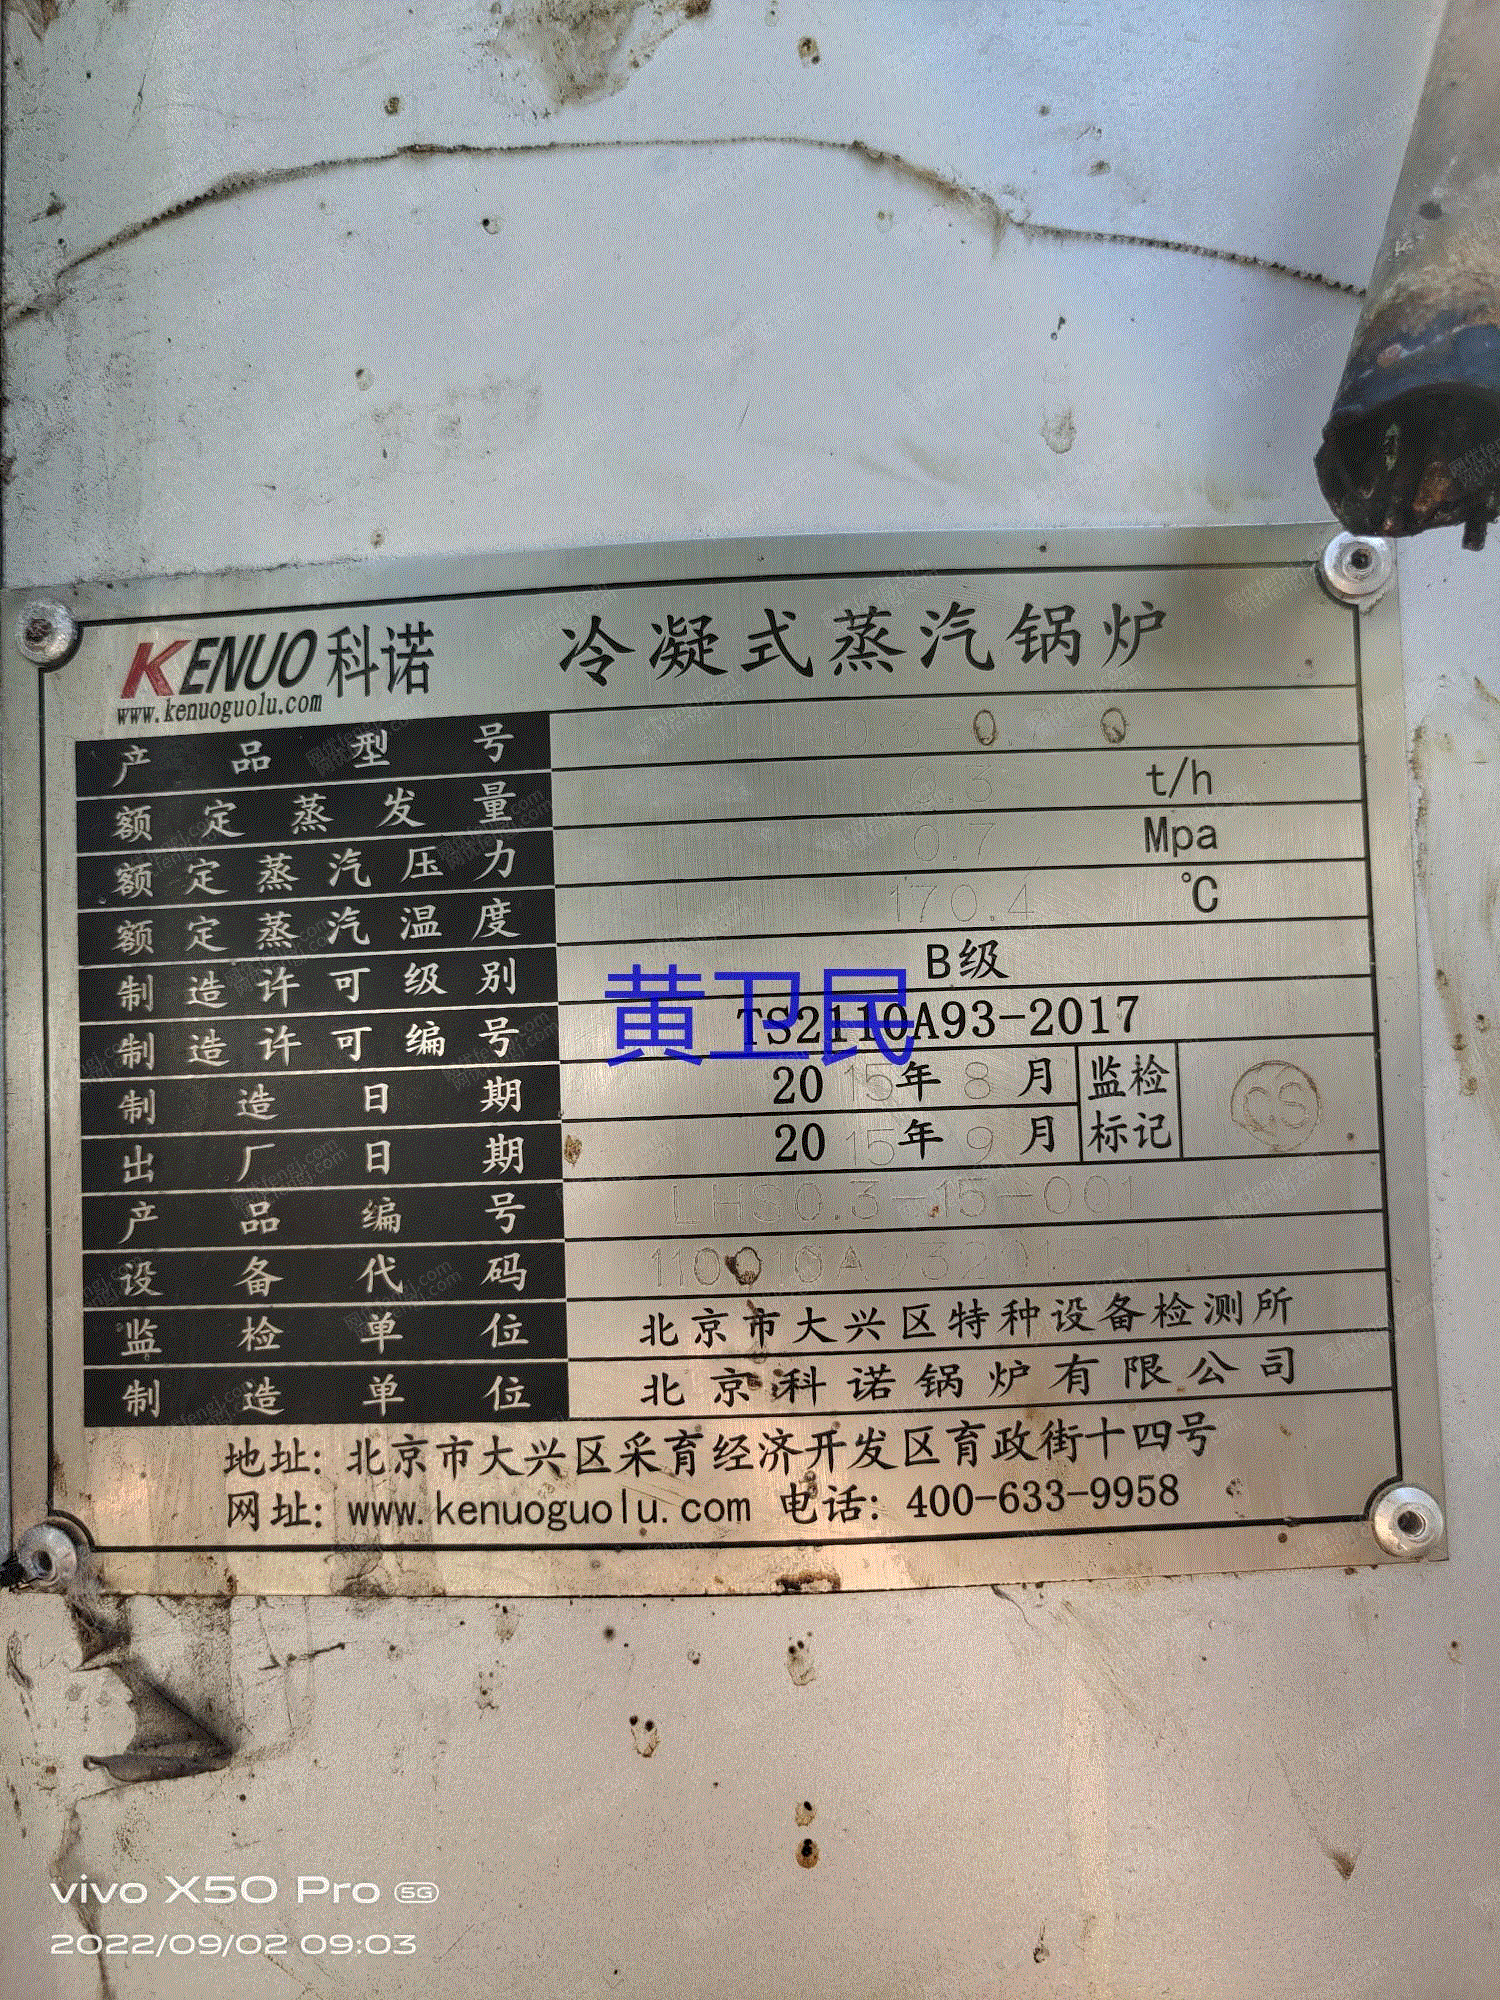 KENUO科诺
www.kenuoguolu.com
冷凝式蒸汽锅炉
产品型号
额定蒸发量 0.3 t/h
额定蒸汽压力 0.7 Mpa
额定蒸汽温度 170.4 ℃
制造许可级别 B级
制造许可编号 TS2110A93-2017
制造日期 2015年8月 监检
出厂日期 2015年9月 标记
CS
产品编号 LHS0.3-15-001
设备代码
监检单位 北京市大兴区特种设备检测所
制造单位 北京科诺锅炉有限公司
地址: 北京市大兴区采育经济开发区育政街十四号
网址: www.kenuoguolu.com 电话: 400-633-9958
黄卫民
vivo X50 Pro 5G
2022/09/02 09:03